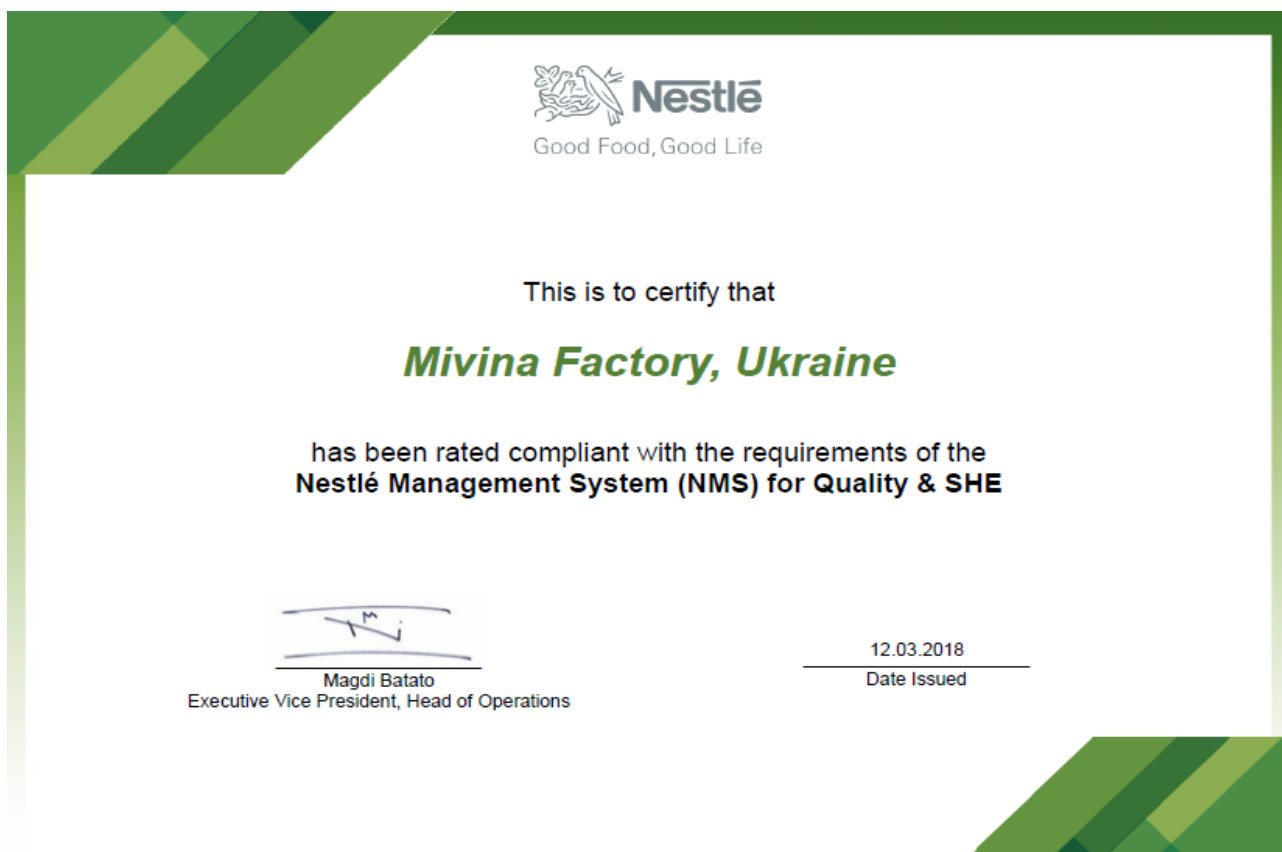 Nestlé
Good Food, Good Life
This is to certify that
Mivina Factory, Ukraine
has been rated compliant with the requirements of the
Nestlé Management System (NMS) for Quality & SHE
12.03.2018
Magdi Batato
Date Issued
Executive Vice President, Head of Operations